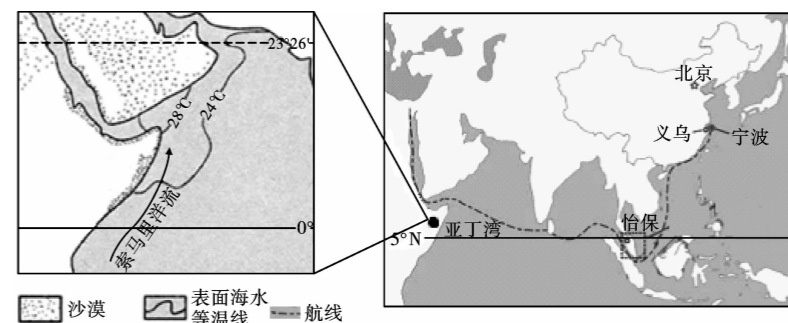 23°26′
28℃
24℃
0°
索马里洋流
沙漠
表面海水
等温线
航线
北京
义乌
宁波
怡保
亚丁湾
5°N